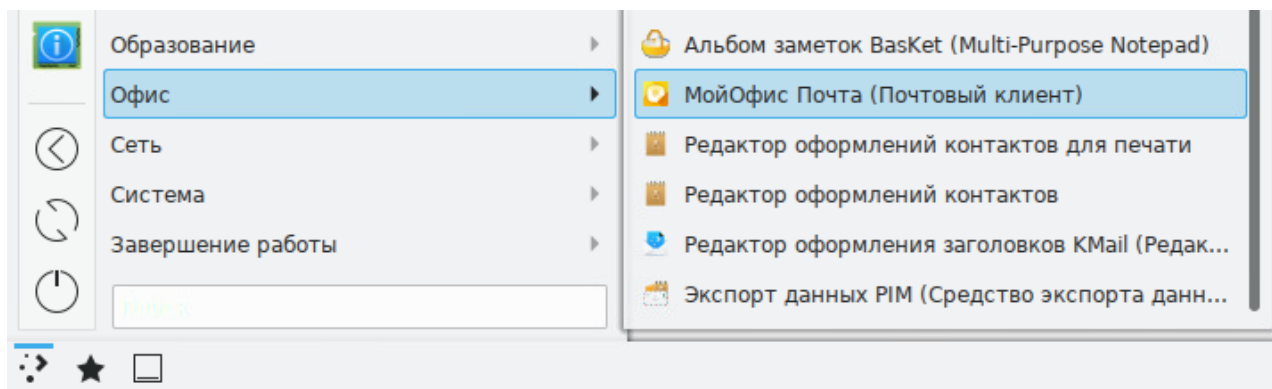 Образование
Офис
Сеть
Система
Завершение работы
Альбом заметок BasKet (Multi-Purpose Notepad)
МойОфис Почта (Почтовый клиент)
Редактор оформлений контактов для печати
Редактор оформлений контактов
Редактор оформления заголовков KMail (Редак...
Экспорт данных PIM (Средство экспорта данн...